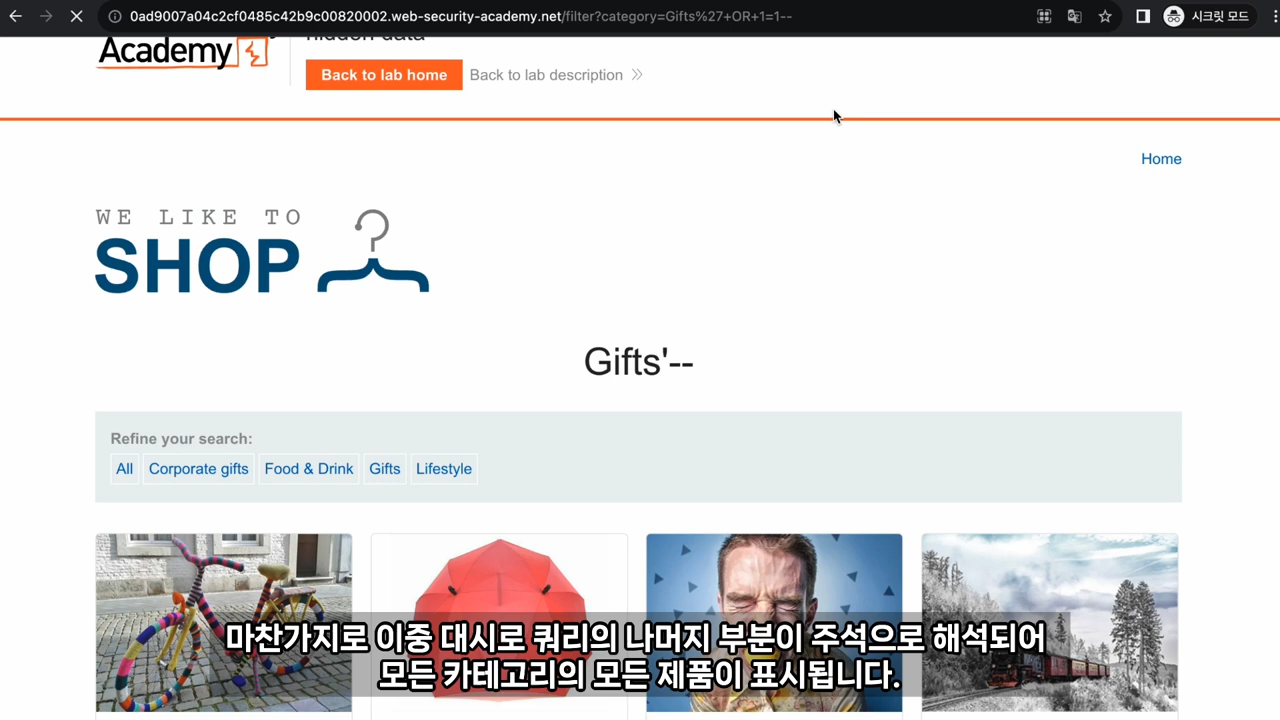 0ad9007a04c2cf0485c42b9c00820002.web-security-academy.net/filter?category=Gifts%27+OR+1=1--
시크릿 모드
hidden data
Academy
Back to lab home
Back to lab description
Home
WE LIKE TO
SHOP
Gifts'--
Refine your search:
All
Corporate gifts
Food & Drink
Gifts
Lifestyle
마찬가지로 이중 대시로 쿼리의 나머지 부분이 주석으로 해석되어
모든 카테고리의 모든 제품이 표시됩니다.